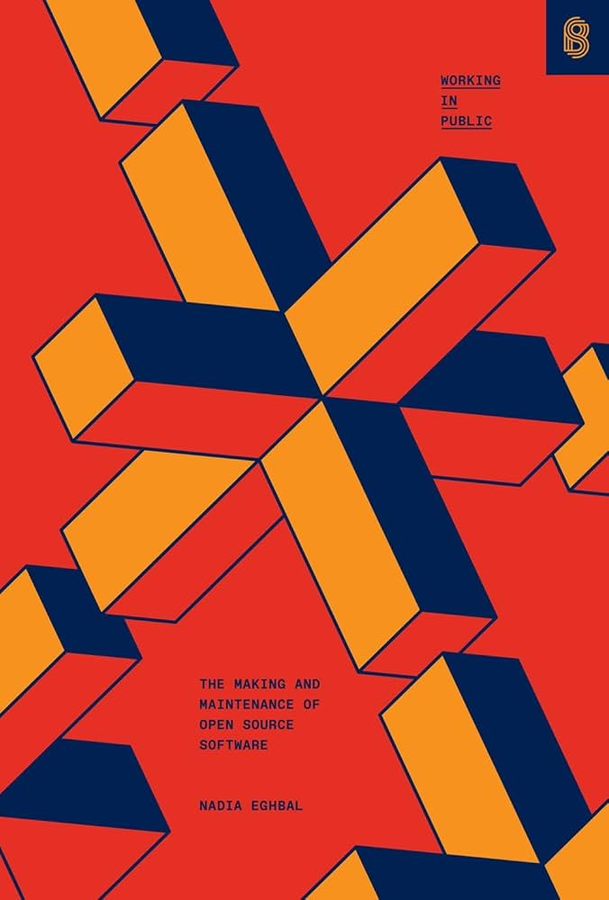 WORKING
IN
PUBLIC
THE MAKING AND
MAINTENANCE OF
OPEN SOURCE
SOFTWARE
NADIA EGHBAL